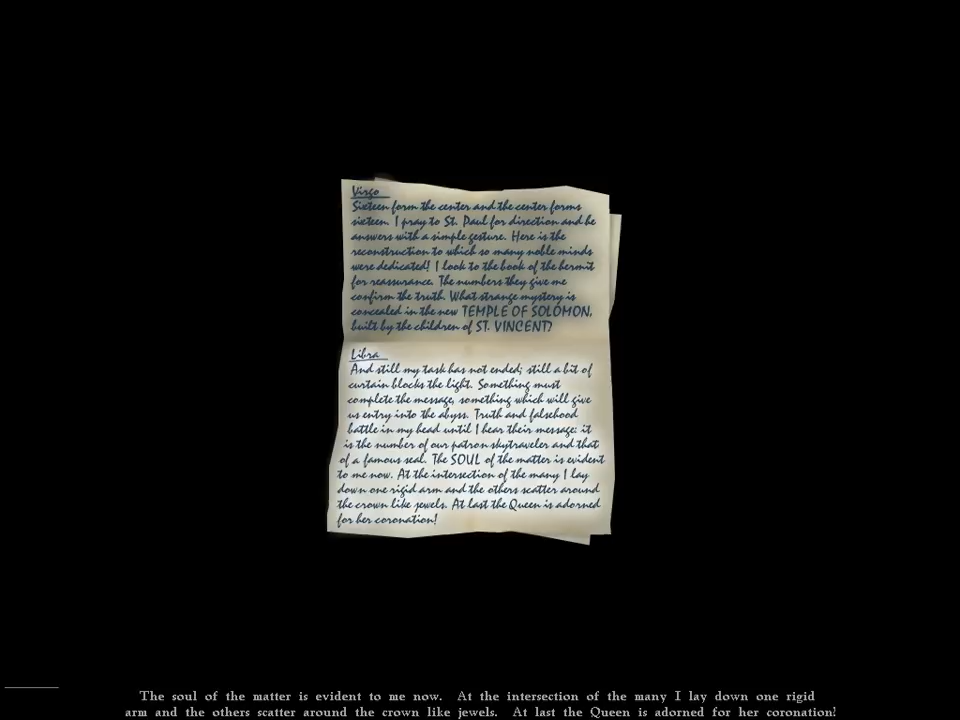 Virgo
Sixteen form the center and the center forms
sixteen. I pray to St. Paul for direction and he
answers with a simple gesture. Here is the
reconstruction to which so many noble minds
were dedicated! I look to the book of the hermit
for reassurance. The numbers they give me
confirm the truth. What strange mystery is
concealed in the new TEMPLE OF SOLOMON,
built by the children of ST. VINCENT?
Libra
And still my task has not ended; still a bit of
curtain blocks the light. Something must
complete the message, something which will give
us entry into the abyss. Truth and falsehood
battle in my head until I hear their message: it
is the number of our patron skytraveler and that
of a famous seal. The SOUL of the matter is evident
to me now. At the intersection of the many I lay
down one rigid arm and the others scatter around
the crown like jewels. At last the Queen is adorned
for her coronation!
The soul of the matter is evident to me now. At the intersection of the many I lay down one rigid
arm and the others scatter around the crown like jewels. At last the Queen is adorned for her coronation!